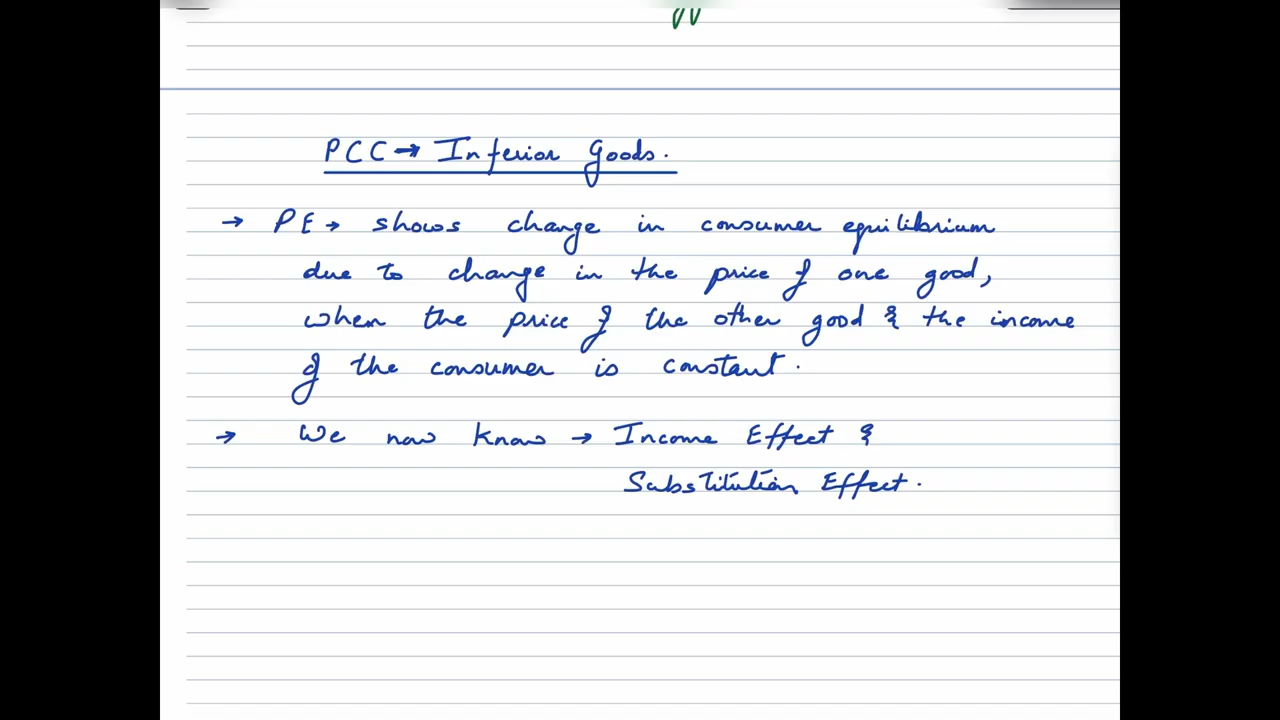 PCC → Inferior Goods.
→ PE → shows change in consumer equilibrium
due to change in the price of one good,
when the price of the other good & the income
of the consumer is constant.
→ We now know → Income Effect &
Substitution Effect.